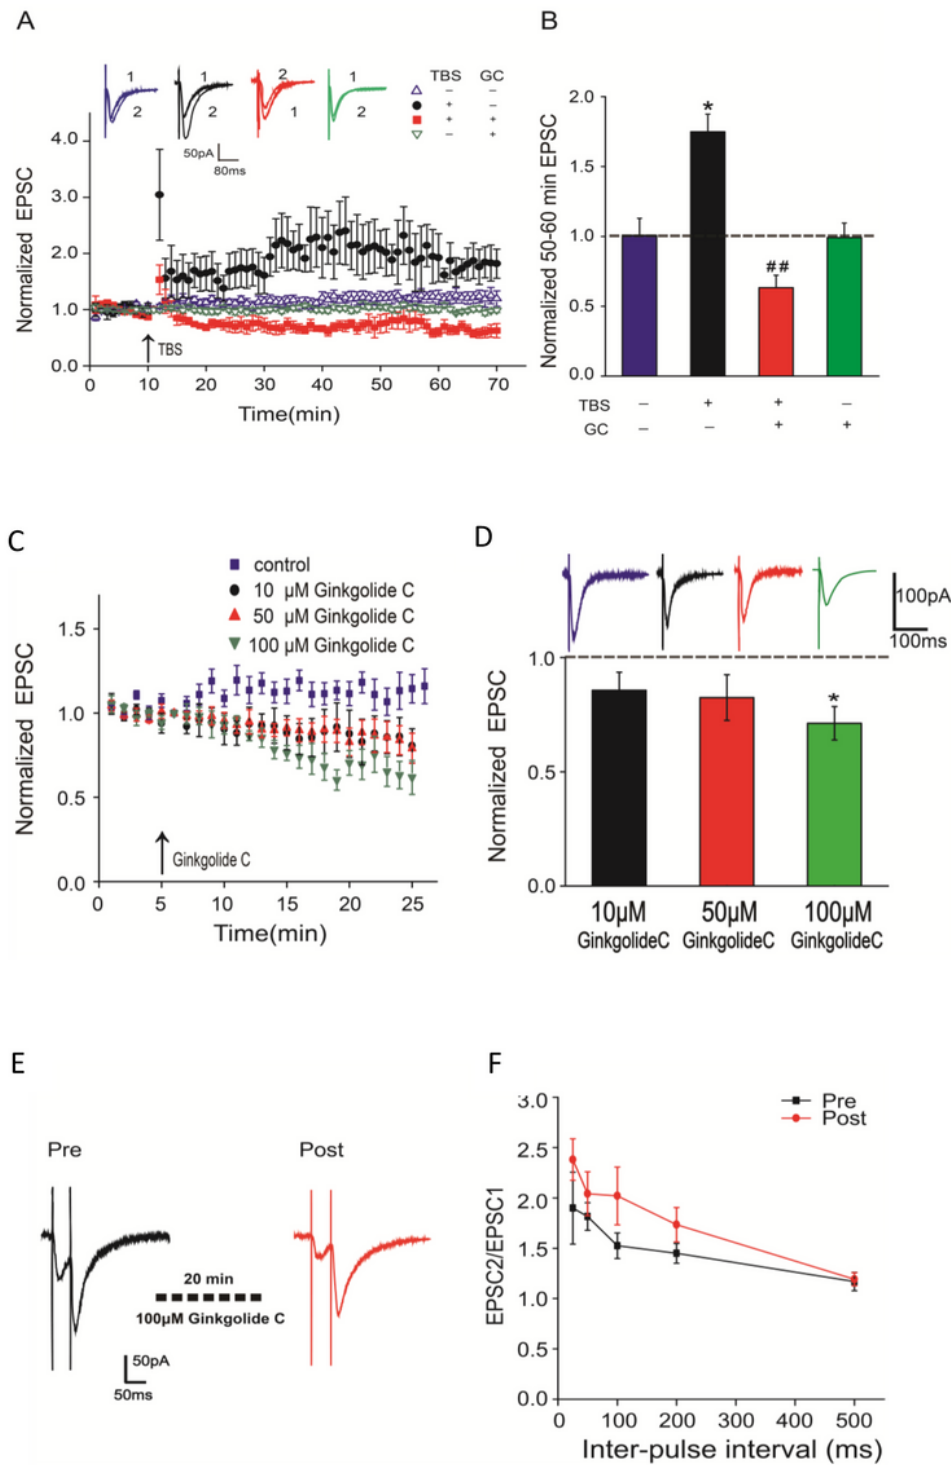 A
1 2
1 2
2 1
1 2
TBS GC
– –
+ –
+ +
– +
50pA
80ms
Normalized EPSC
4.0
3.0
2.0
1.0
0.0
TBS
0 10 20 30 40 50 60 70
Time(min)
B
Normalized 50-60 min EPSC
2.0
1.5
1.0
0.5
0.0
*
##
TBS – + + –
GC – – + +
C
control
10 µM Ginkgolide C
50 µM Ginkgolide C
100 µM Ginkgolide C
Normalized EPSC
1.5
1.0
0.5
0.0
Ginkgolide C
0 5 10 15 20 25
Time(min)
D
100pA
100ms
Normalized EPSC
1.0
0.5
0.0
*
10µM 50µM 100µM
GinkgolideC GinkgolideC GinkgolideC
E
Pre
Post
20 min
100µM Ginkgolide C
50pA
50ms
F
Pre
Post
EPSC2/EPSC1
3.0
2.5
2.0
1.5
1.0
0.5
0.0
0 100 200 300 400 500
Inter-pulse interval (ms)